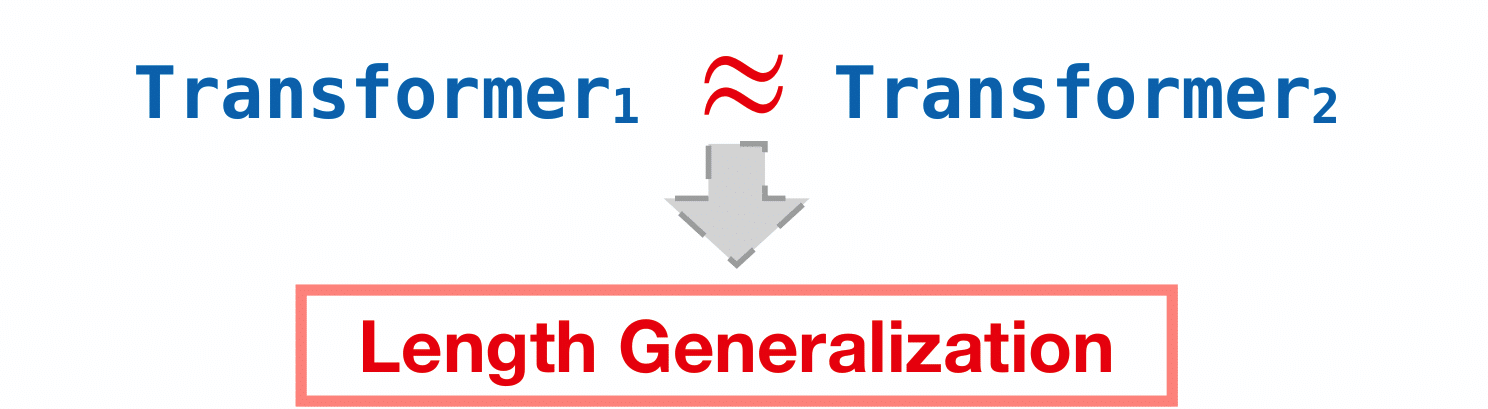 Transformer₁ ≈ Transformer₂
Length Generalization